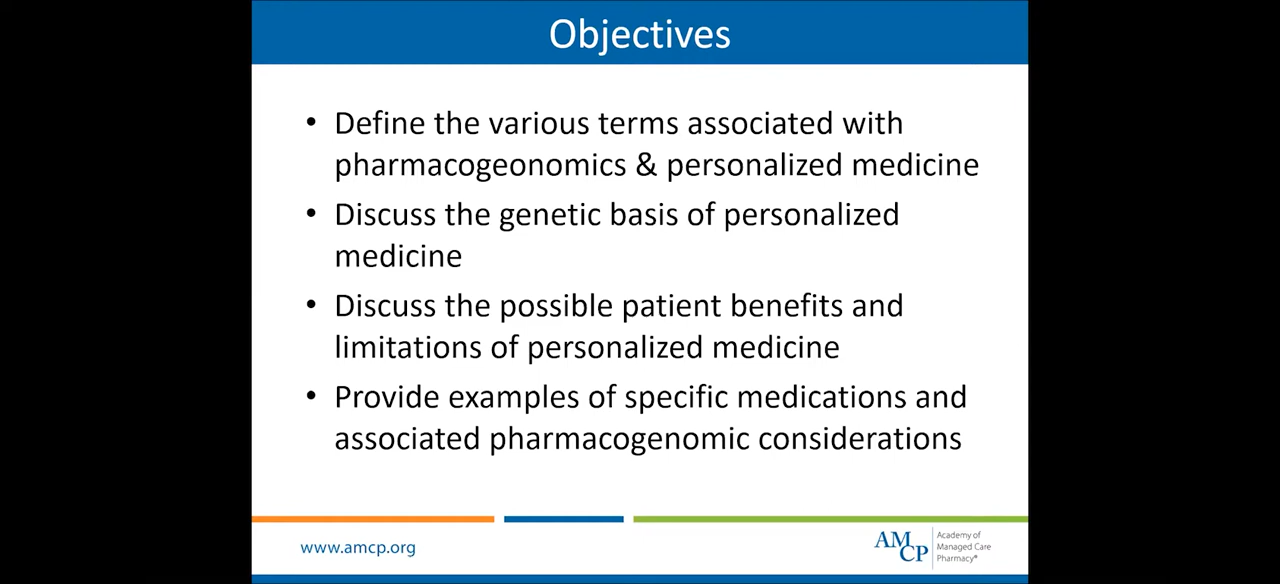 Objectives
• Define the various terms associated with
pharmacogeonomics & personalized medicine
• Discuss the genetic basis of personalized
medicine
• Discuss the possible patient benefits and
limitations of personalized medicine
• Provide examples of specific medications and
associated pharmacogenomic considerations
www.amcp.org
AMCP
Academy of
Managed Care
Pharmacy®